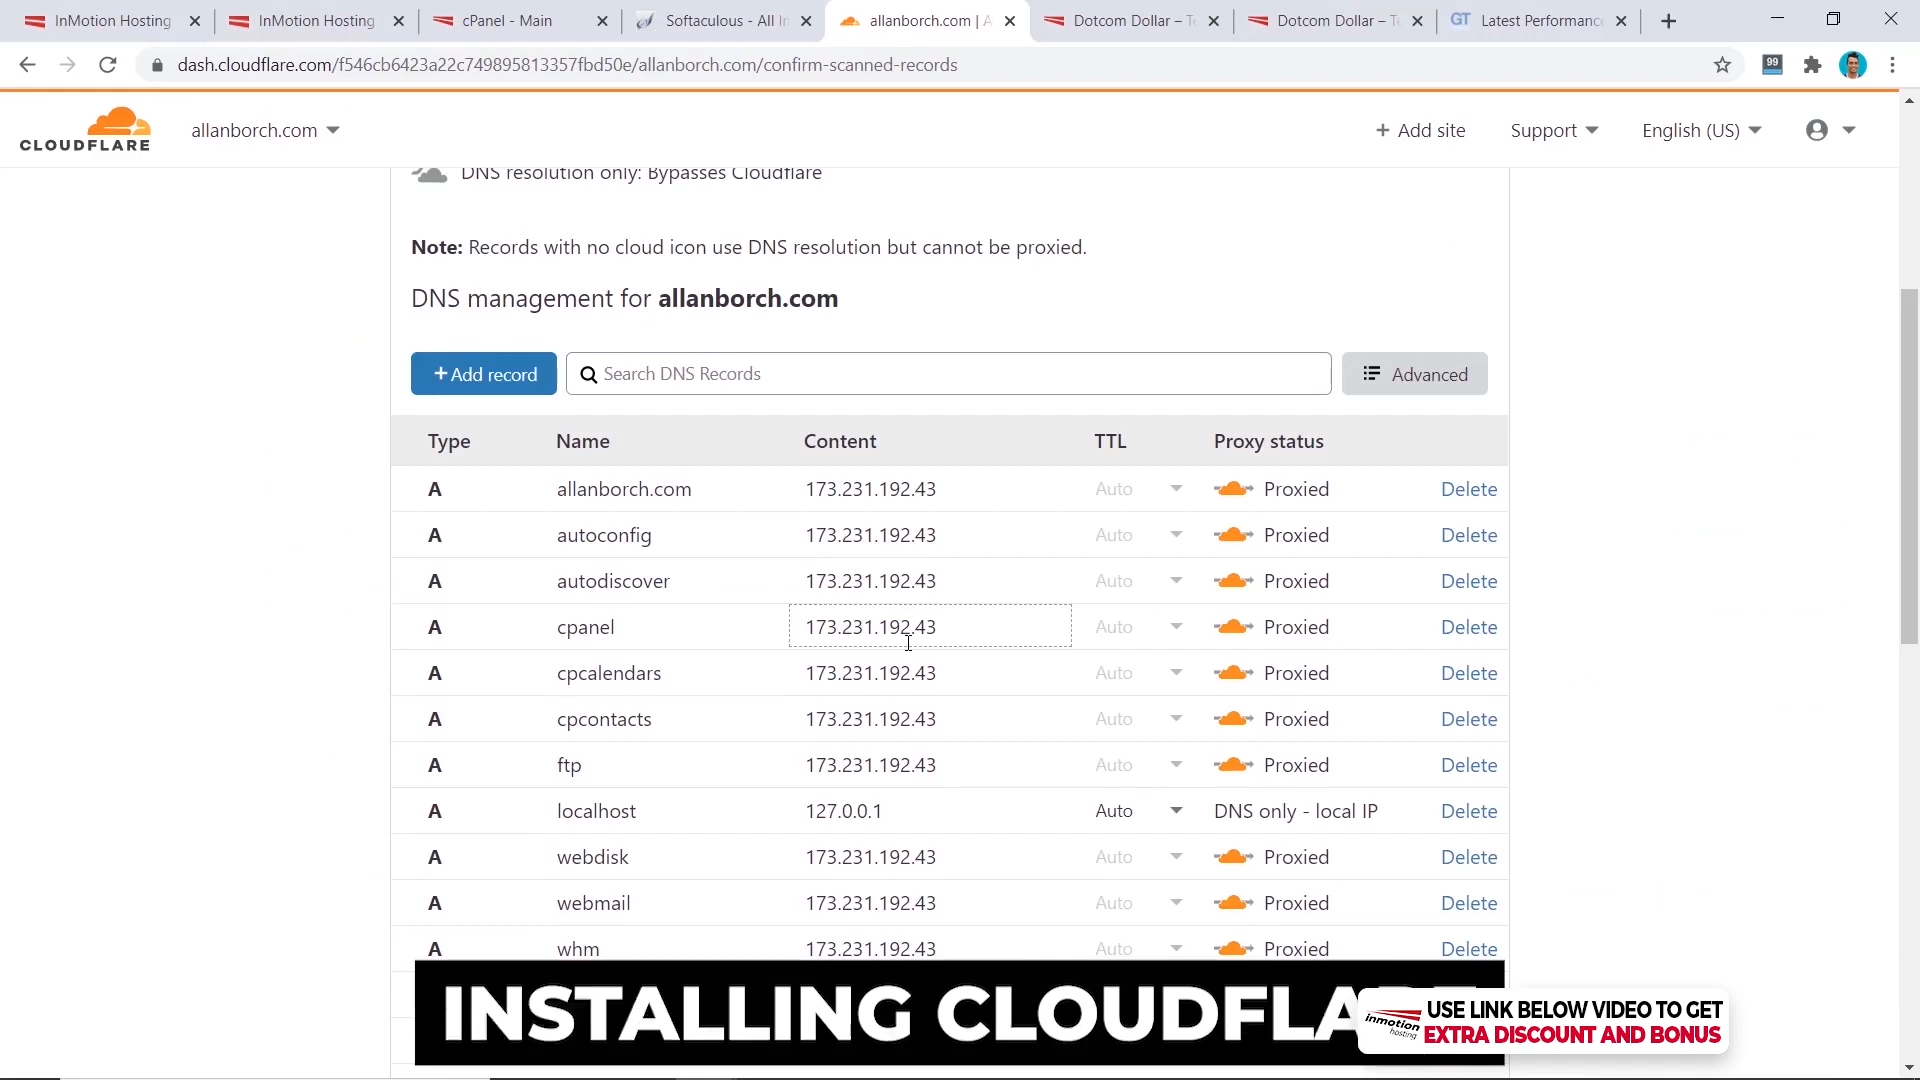 InMotion Hosting
InMotion Hosting
cPanel - Main
Softaculous - All In
allanborch.com | A
Dotcom Dollar – Te
Dotcom Dollar – Te
GT Latest Performance
dash.cloudflare.com/f546cb6423a22c749895813357fbd50e/allanborch.com/confirm-scanned-records
99
CLOUDFLARE
allanborch.com
+ Add site
Support
English (US)
DNS resolution only: Bypasses Cloudflare
Note: Records with no cloud icon use DNS resolution but cannot be proxied.
DNS management for allanborch.com
+ Add record
Search DNS Records
Advanced
Type Name Content TTL Proxy status
A allanborch.com 173.231.192.43 Auto Proxied Delete
A autoconfig 173.231.192.43 Auto Proxied Delete
A autodiscover 173.231.192.43 Auto Proxied Delete
A cpanel 173.231.192.43 Auto Proxied Delete
A cpcalendars 173.231.192.43 Auto Proxied Delete
A cpcontacts 173.231.192.43 Auto Proxied Delete
A ftp 173.231.192.43 Auto Proxied Delete
A localhost 127.0.0.1 Auto DNS only - local IP Delete
A webdisk 173.231.192.43 Auto Proxied Delete
A webmail 173.231.192.43 Auto Proxied Delete
A whm 173.231.192.43 Auto Proxied Delete
INSTALLING CLOUDFLA
inmotion
hosting
USE LINK BELOW VIDEO TO GET
EXTRA DISCOUNT AND BONUS